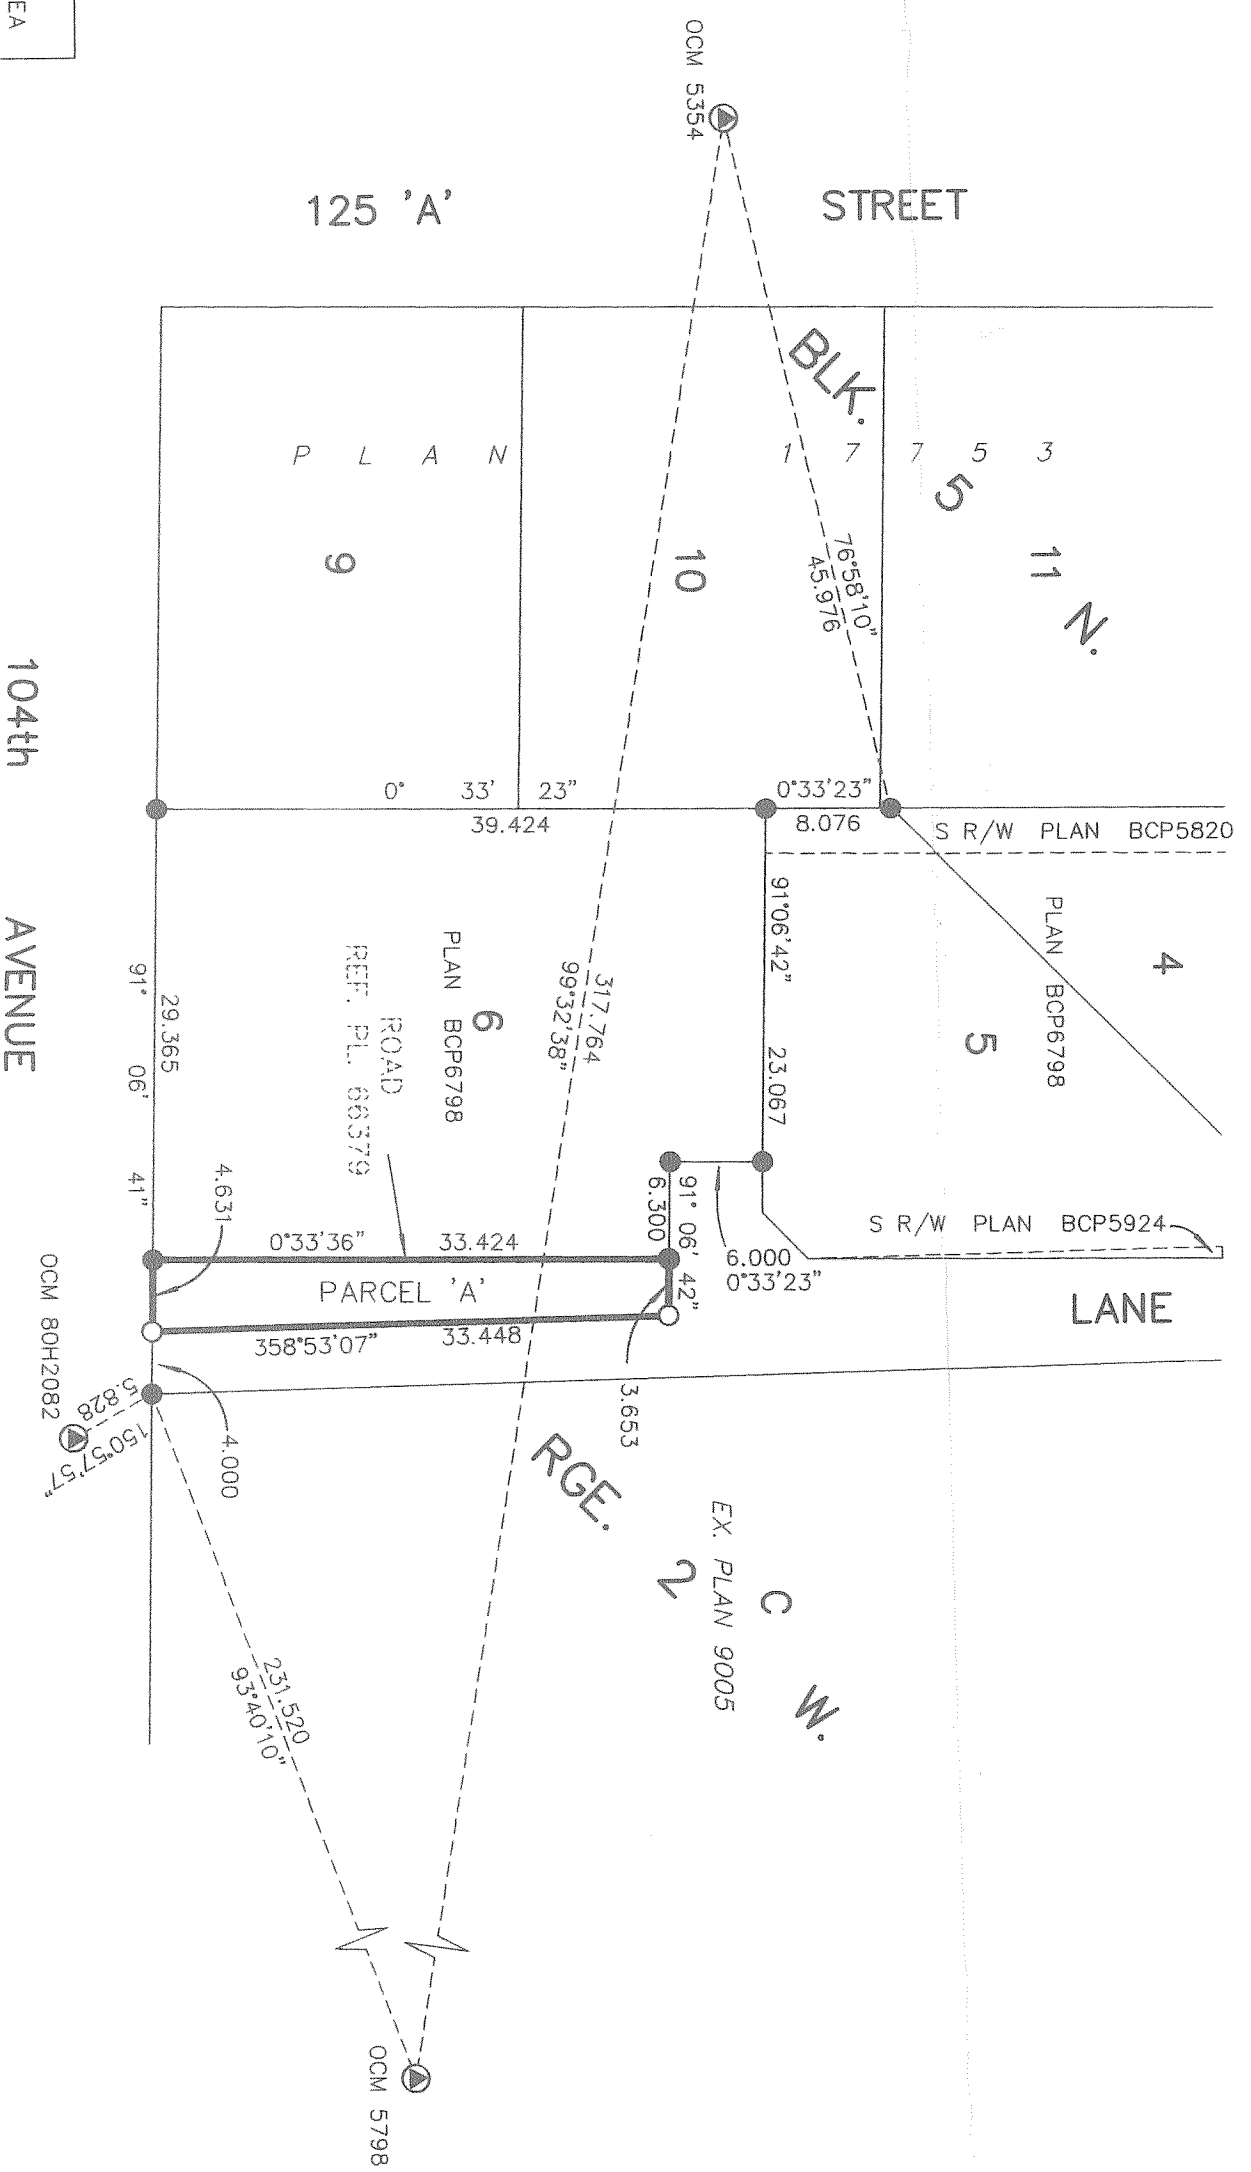 EA
OCM 5354
125 'A' STREET
BLK. 5 N.
PLAN 17753
9
10
11
76°58'10"
45.976
0° 33' 23"
39.424
0°33'23"
8.076
S R/W PLAN BCP5820
91°06'42" 23.067
PLAN BCP6798
4
5
317.764
99°32'38"
6
PLAN BCP6798
ROAD
REF. PL. 66379
104th AVENUE
29.365
91° 06' 41"
4.631
0°33'36" 33.424
PARCEL 'A'
358°53'07" 33.448
91° 06' 42"
6.300
6.000
0°33'23"
S R/W PLAN BCP5924
LANE
3.653
4.000
OCM 80H2082
5.828
150°57'57"
RGE. 2 W.
C
EX. PLAN 9005
231.520
93°40'10"
OCM 5798